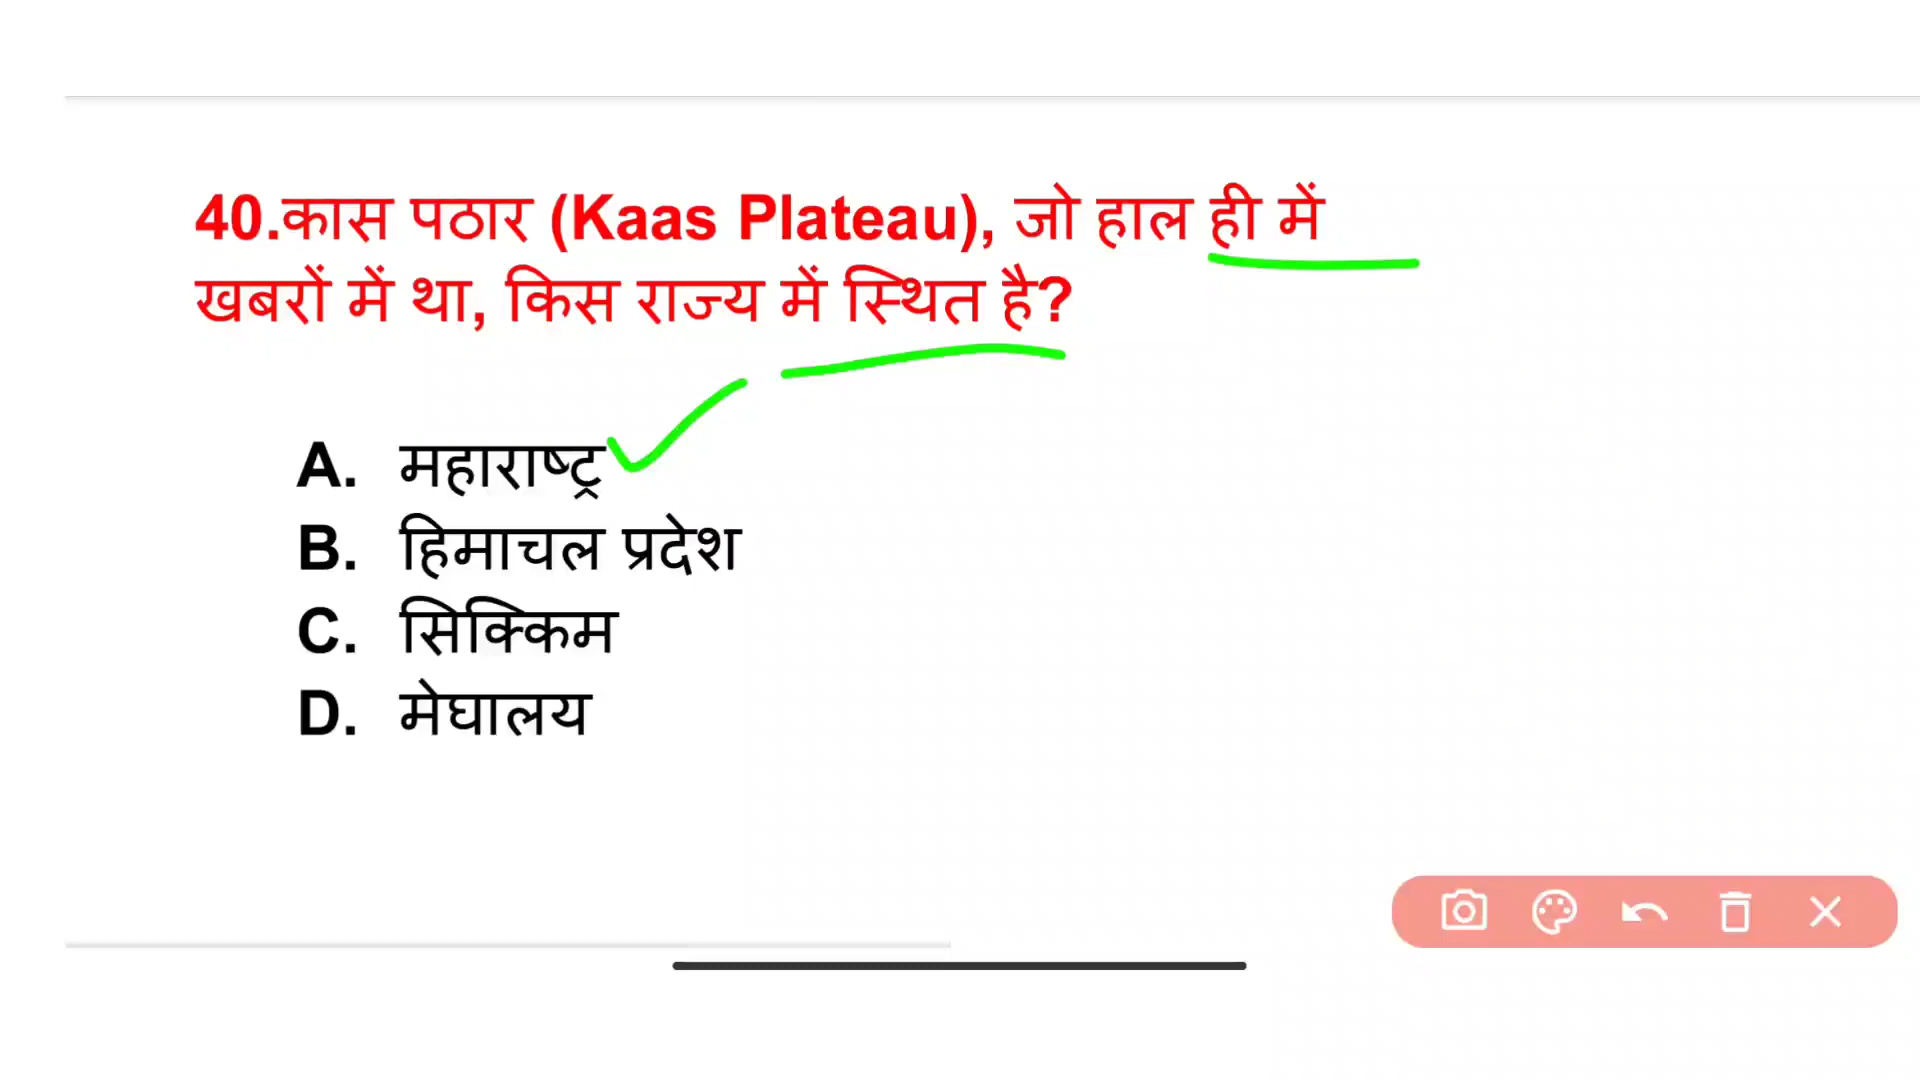 40.कास पठार (Kaas Plateau), जो हाल ही में
खबरों में था, किस राज्य में स्थित है?
A. महाराष्ट्र
B. हिमाचल प्रदेश
C. सिक्किम
D. मेघालय